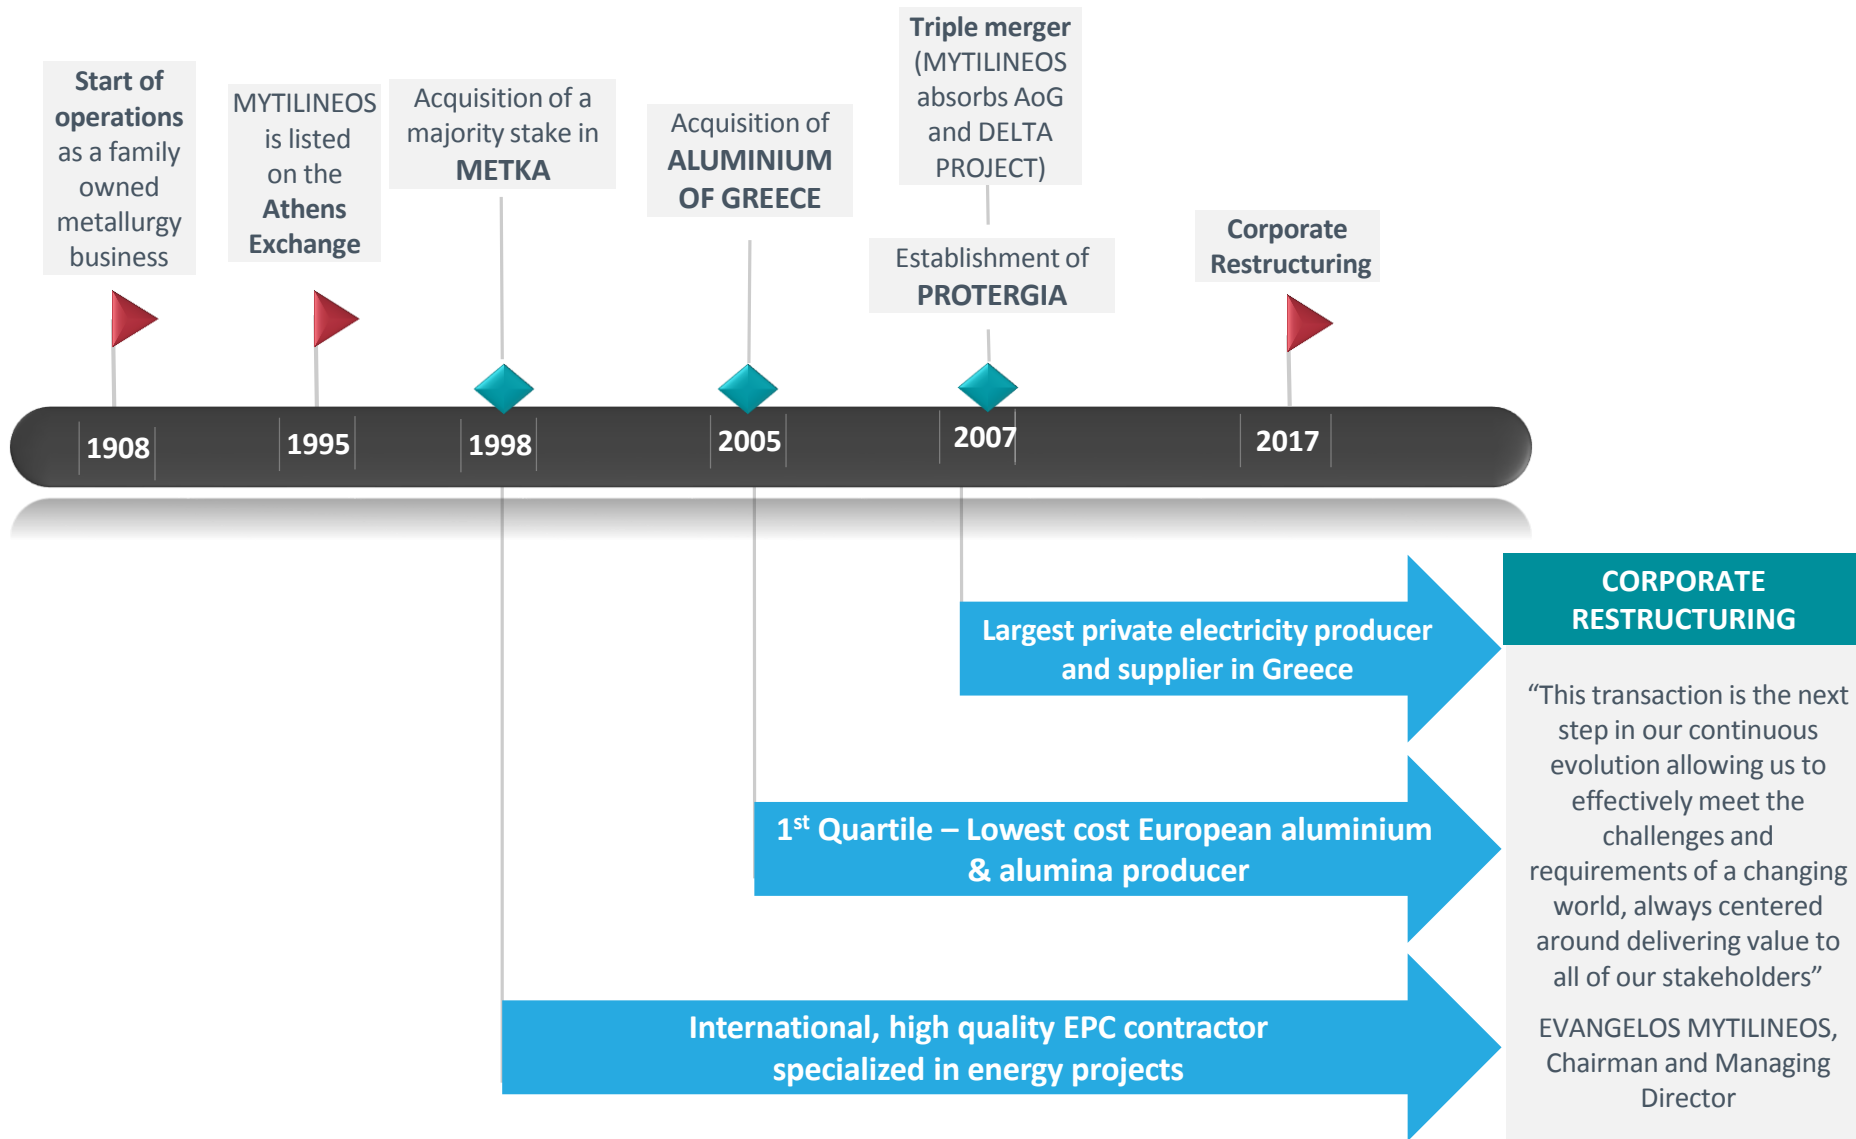 Start of
operations
as a family
owned
metallurgy
business
MYTILINEOS
is listed
on the
Athens
Exchange
Acquisition of a
majority stake in
METKA
Acquisition of
ALUMINIUM
OF GREECE
Triple merger
(MYTILINEOS
absorbs AoG
and DELTA
PROJECT)
Establishment of
PROTERGIA
Corporate
Restructuring
1908
1995
1998
2005
2007
2017
Largest private electricity producer
and supplier in Greece
1st Quartile – Lowest cost European aluminium
& alumina producer
International, high quality EPC contractor
specialized in energy projects
CORPORATE
RESTRUCTURING
“This transaction is the next
step in our continuous
evolution allowing us to
effectively meet the
challenges and
requirements of a changing
world, always centered
around delivering value to
all of our stakeholders”
EVANGELOS MYTILINEOS,
Chairman and Managing
Director